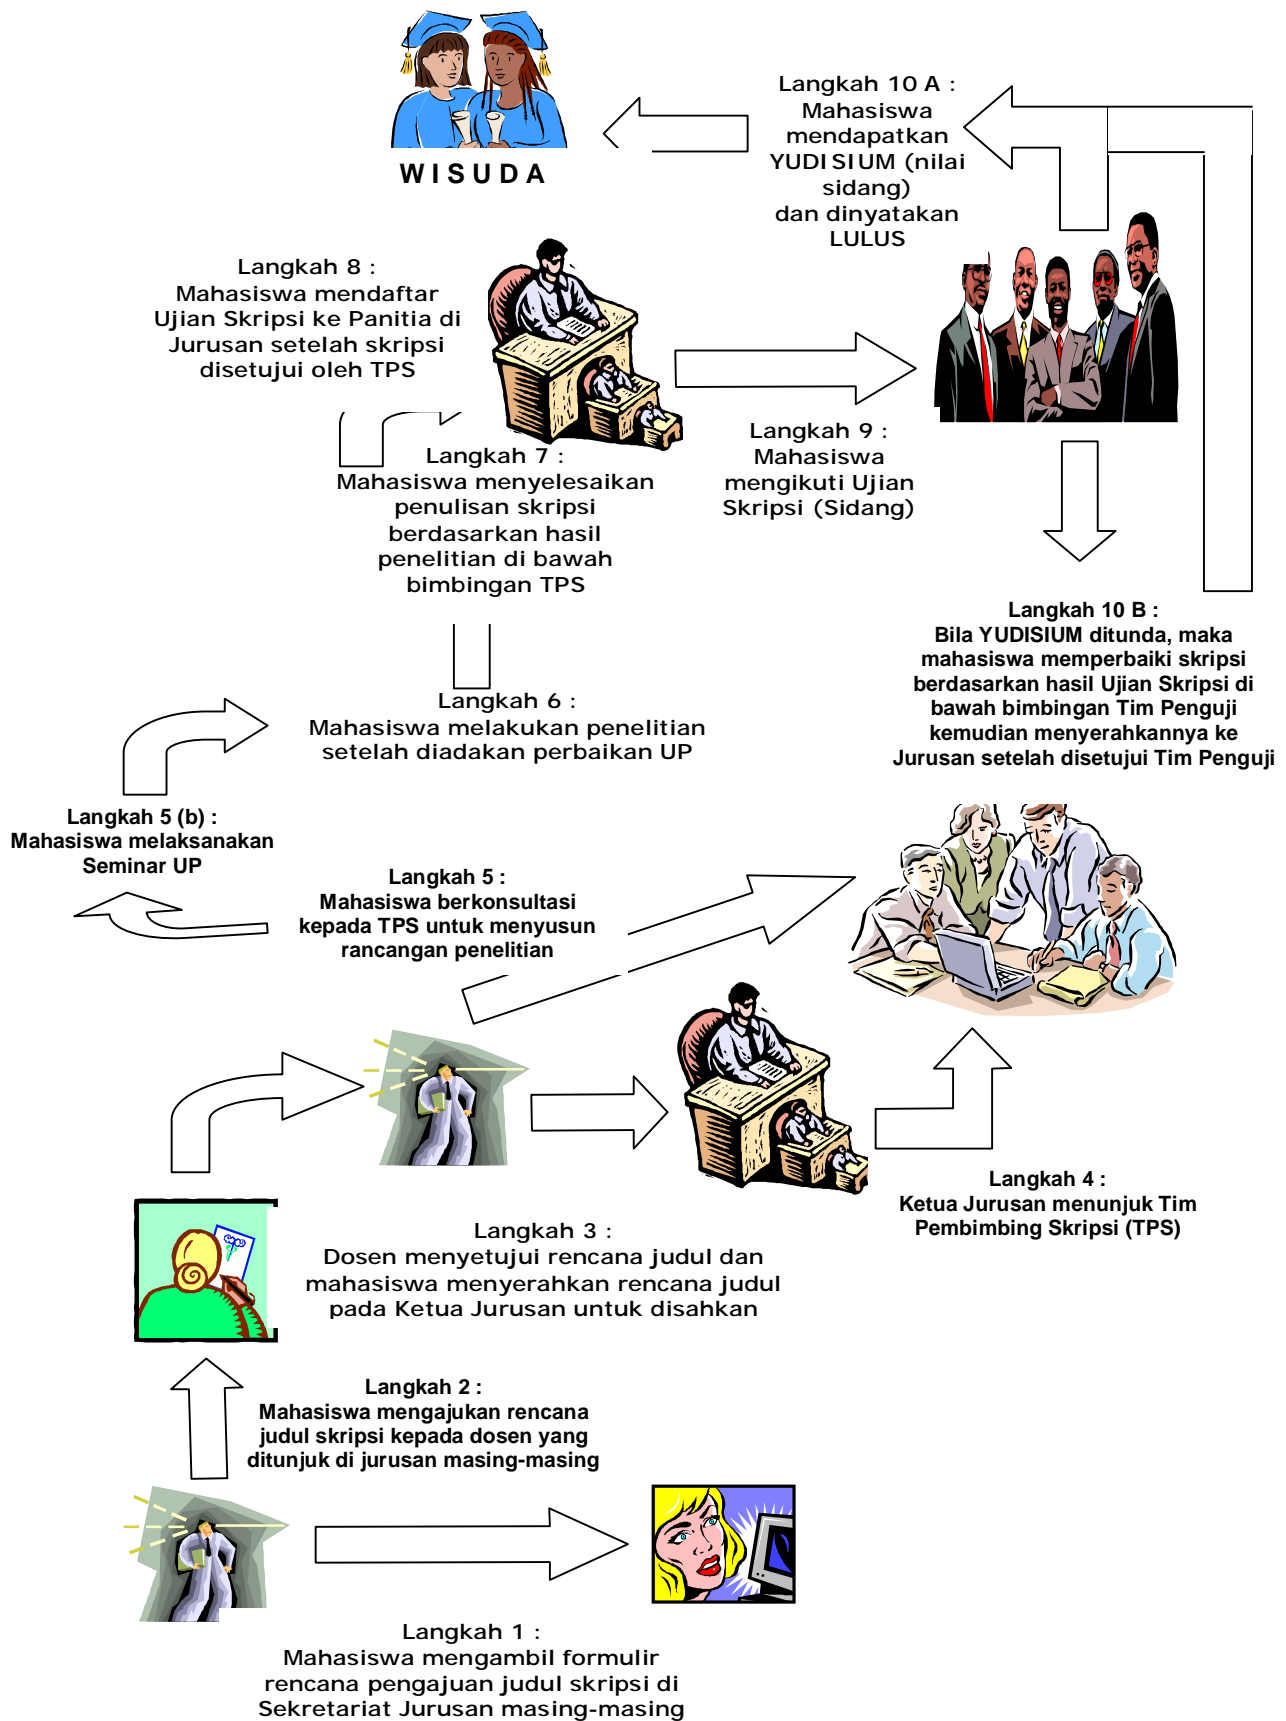 WISUDA
Langkah 10 A :
Mahasiswa
mendapatkan
YUDISIUM (nilai
sidang)
dan dinyatakan
LULUS
Langkah 8 :
Mahasiswa mendaftar
Ujian Skripsi ke Panitia di
Jurusan setelah skripsi
disetujui oleh TPS
Langkah 9 :
Mahasiswa
mengikuti Ujian
Skripsi (Sidang)
Langkah 7 :
Mahasiswa menyelesaikan
penulisan skripsi
berdasarkan hasil
penelitian di bawah
bimbingan TPS
Langkah 10 B :
Bila YUDISIUM ditunda, maka
mahasiswa memperbaiki skripsi
berdasarkan hasil Ujian Skripsi di
bawah bimbingan Tim Penguji
kemudian menyerahkannya ke
Jurusan setelah disetujui Tim Penguji
Langkah 6 :
Mahasiswa melakukan penelitian
setelah diadakan perbaikan UP
Langkah 5 (b) :
Mahasiswa melaksanakan
Seminar UP
Langkah 5 :
Mahasiswa berkonsultasi
kepada TPS untuk menyusun
rancangan penelitian
Langkah 4 :
Ketua Jurusan menunjuk Tim
Pembimbing Skripsi (TPS)
Langkah 3 :
Dosen menyetujui rencana judul dan
mahasiswa menyerahkan rencana judul
pada Ketua Jurusan untuk disahkan
Langkah 2 :
Mahasiswa mengajukan rencana
judul skripsi kepada dosen yang
ditunjuk di jurusan masing-masing
Langkah 1 :
Mahasiswa mengambil formulir
rencana pengajuan judul skripsi di
Sekretariat Jurusan masing-masing